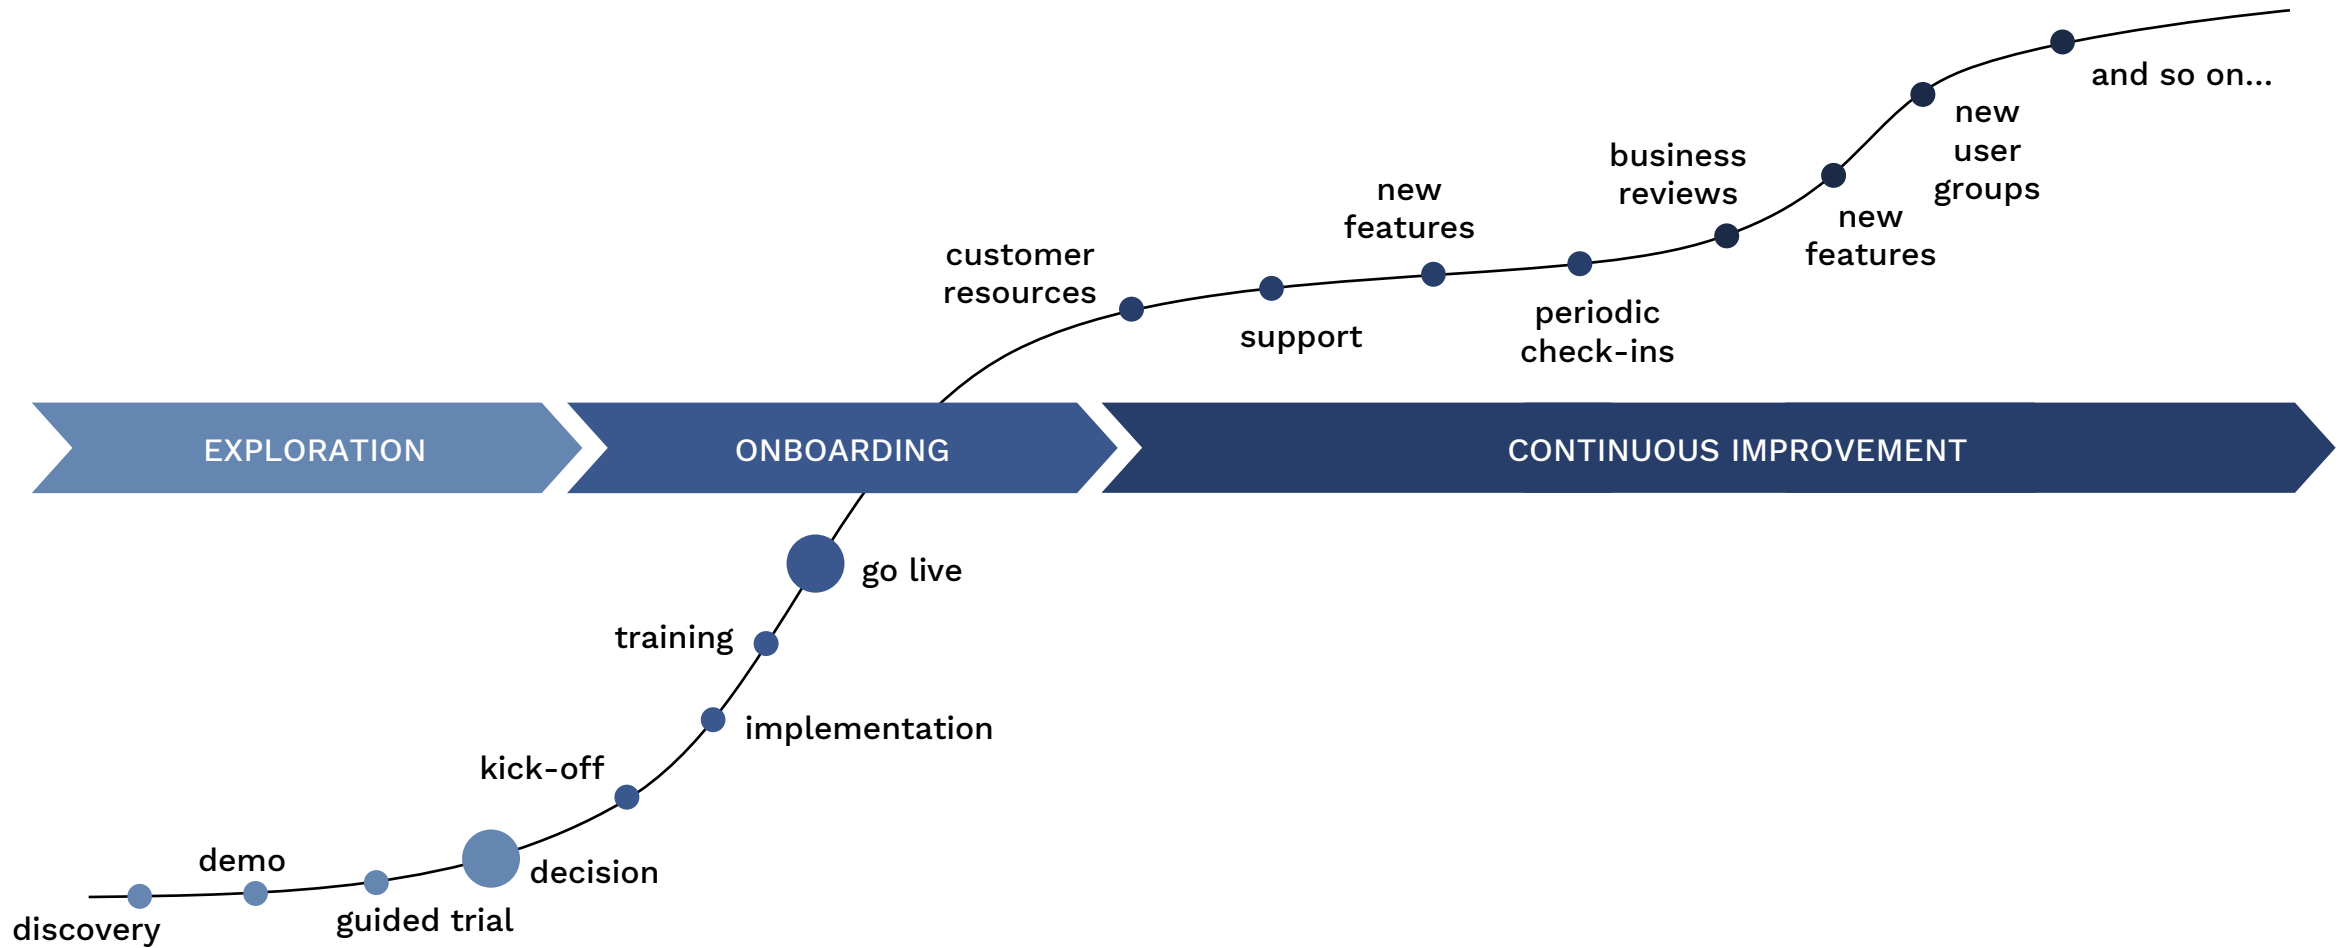 and so on...
new
user
groups
business
reviews
new
features
new
features
customer
resources
support
periodic
check-ins
EXPLORATION
ONBOARDING
CONTINUOUS IMPROVEMENT
go live
training
implementation
kick-off
demo
decision
guided trial
discovery